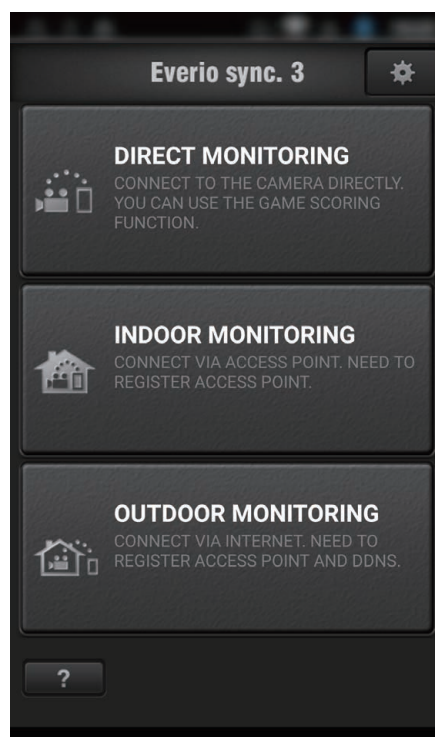 Everio sync. 3
DIRECT MONITORING
CONNECT TO THE CAMERA DIRECTLY.
YOU CAN USE THE GAME SCORING
FUNCTION.
INDOOR MONITORING
CONNECT VIA ACCESS POINT. NEED TO
REGISTER ACCESS POINT.
OUTDOOR MONITORING
CONNECT VIA INTERNET. NEED TO
REGISTER ACCESS POINT AND DDNS.
?